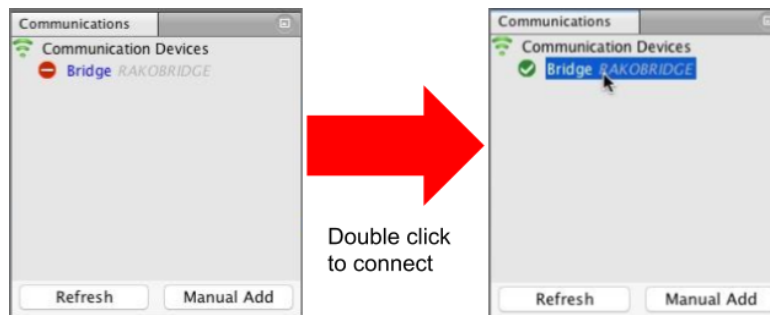 Communications
Communication Devices
Bridge RAKOBRIDGE
Refresh
Manual Add
Double click
to connect
Communications
Communication Devices
Bridge RAKOBRIDGE
Refresh
Manual Add